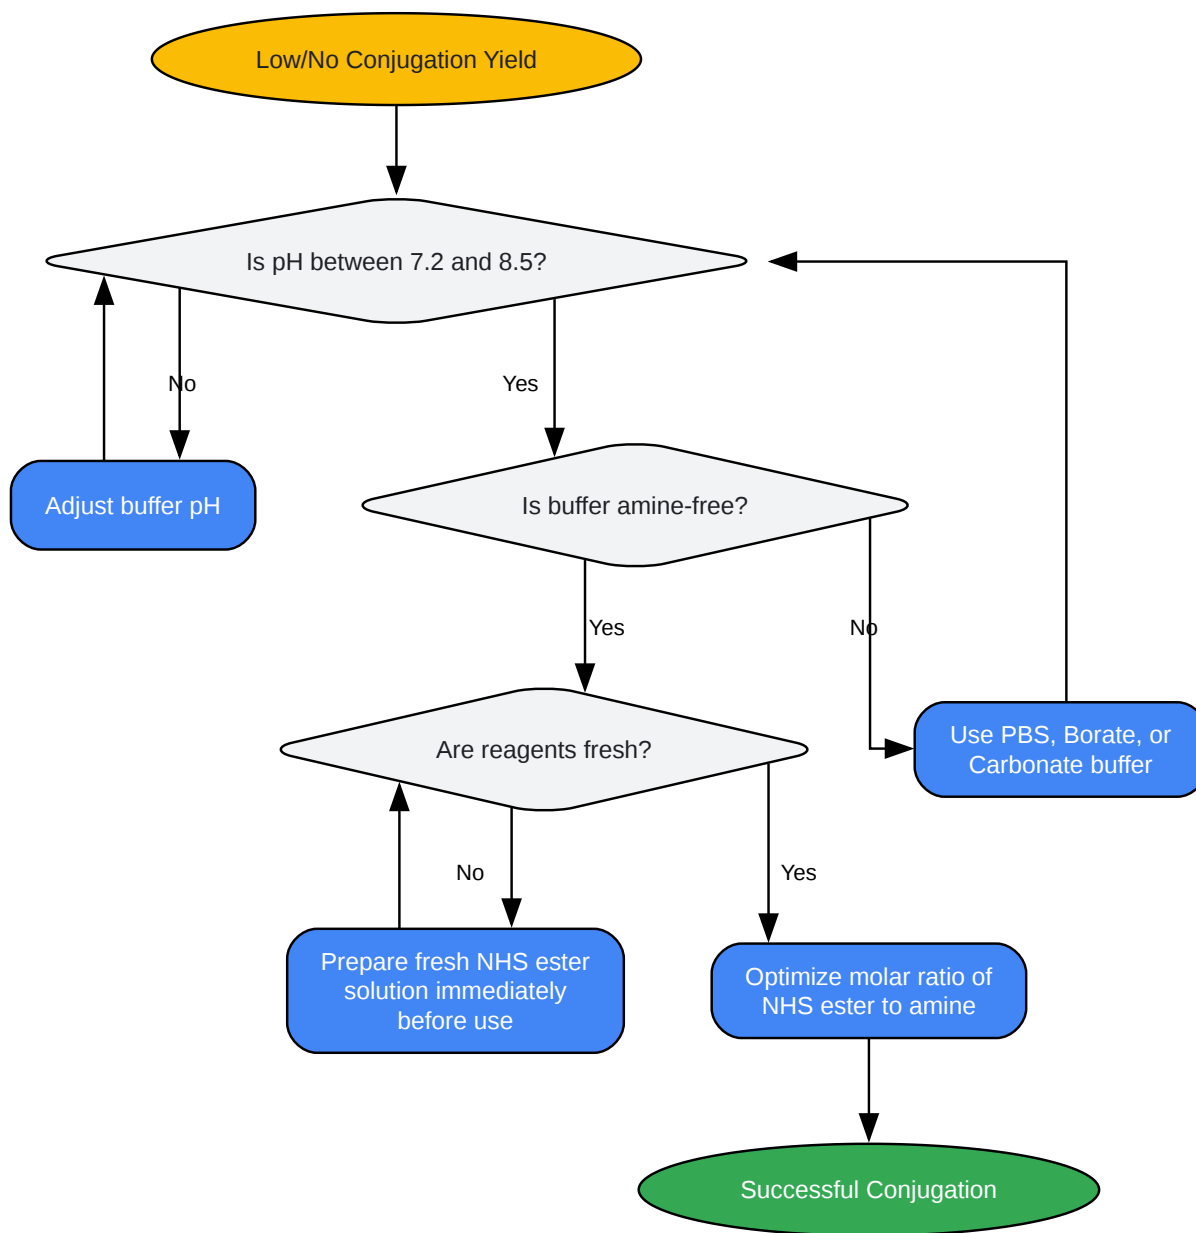 Low/No Conjugation Yield
Is pH between 7.2 and 8.5?
No
Yes
Adjust buffer pH
Is buffer amine-free?
Yes
No
Are reagents fresh?
Use PBS, Borate, or
Carbonate buffer
No
Yes
Prepare fresh NHS ester
solution immediately
before use
Optimize molar ratio of
NHS ester to amine
Successful Conjugation